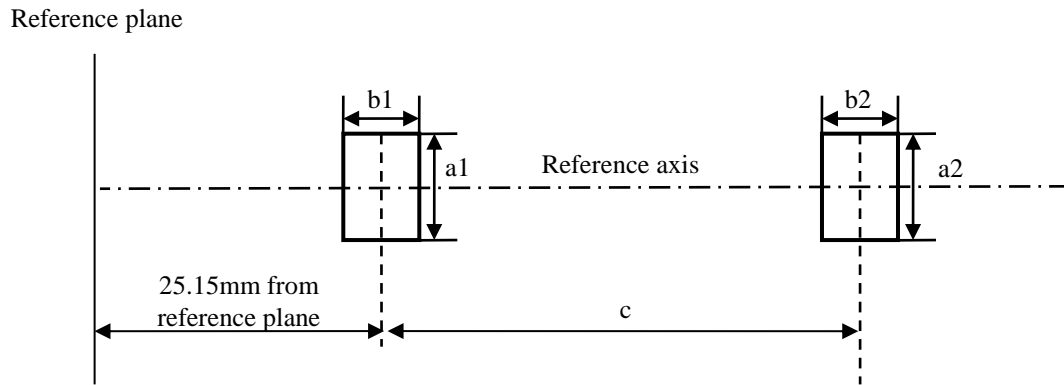 Reference plane
b1
b2
a1
Reference axis
a2
25.15mm from
reference plane
c